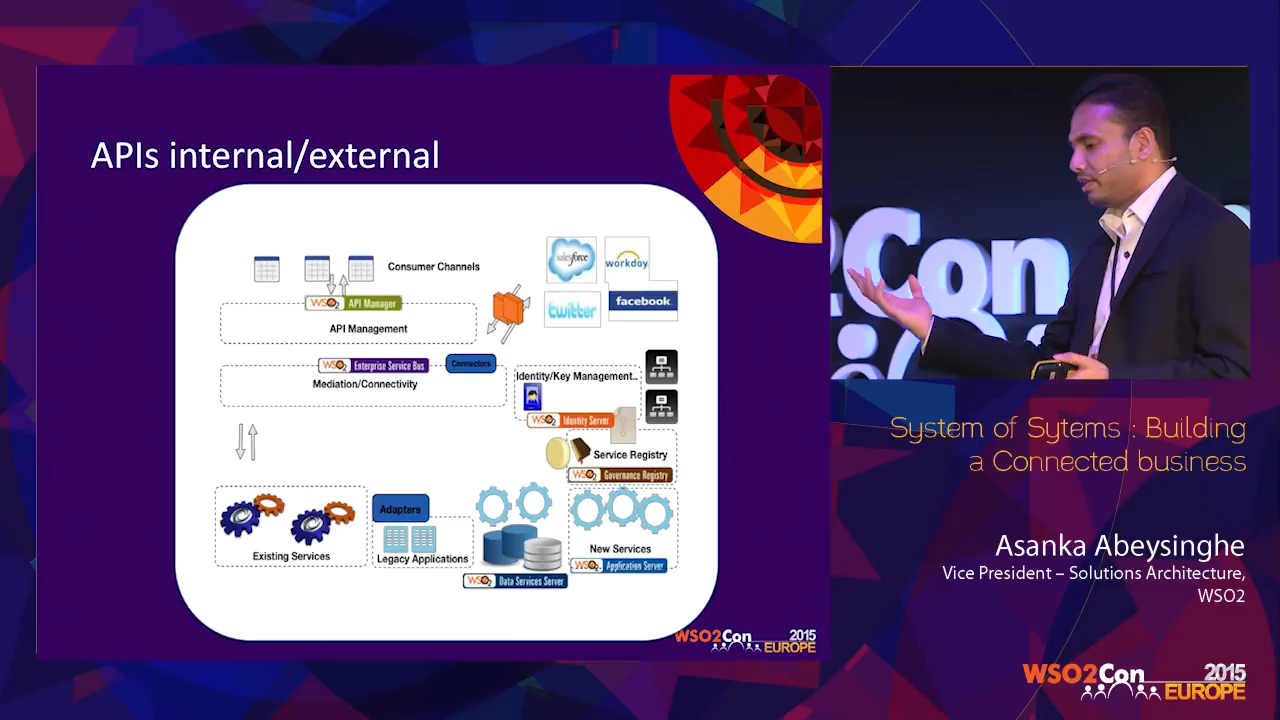 APIs internal/external
Consumer Channels
WSO2 API Manager
API Management
salesforce
workday.
twitter
facebook
WSO2 Enterprise Service Bus
Connectors
Mediation/Connectivity
Identity/Key Management..
WSO2 Identity Server
Service Registry
WSO2 Governance Registry
Existing Services
Adapters
Legacy Applications
WSO2 Data Services Server
New Services
WSO2 Application Server
WSO2Con 2015
EUROPE
2Con
System of Sytems : Building
a Connected business
Asanka Abeysinghe
Vice President – Solutions Architecture,
WSO2
WSO2Con 2015
EUROPE